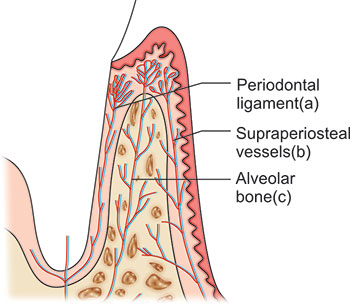 Periodontal
ligament(a)
Supraperiosteal
vessels(b)
Alveolar
bone(c)